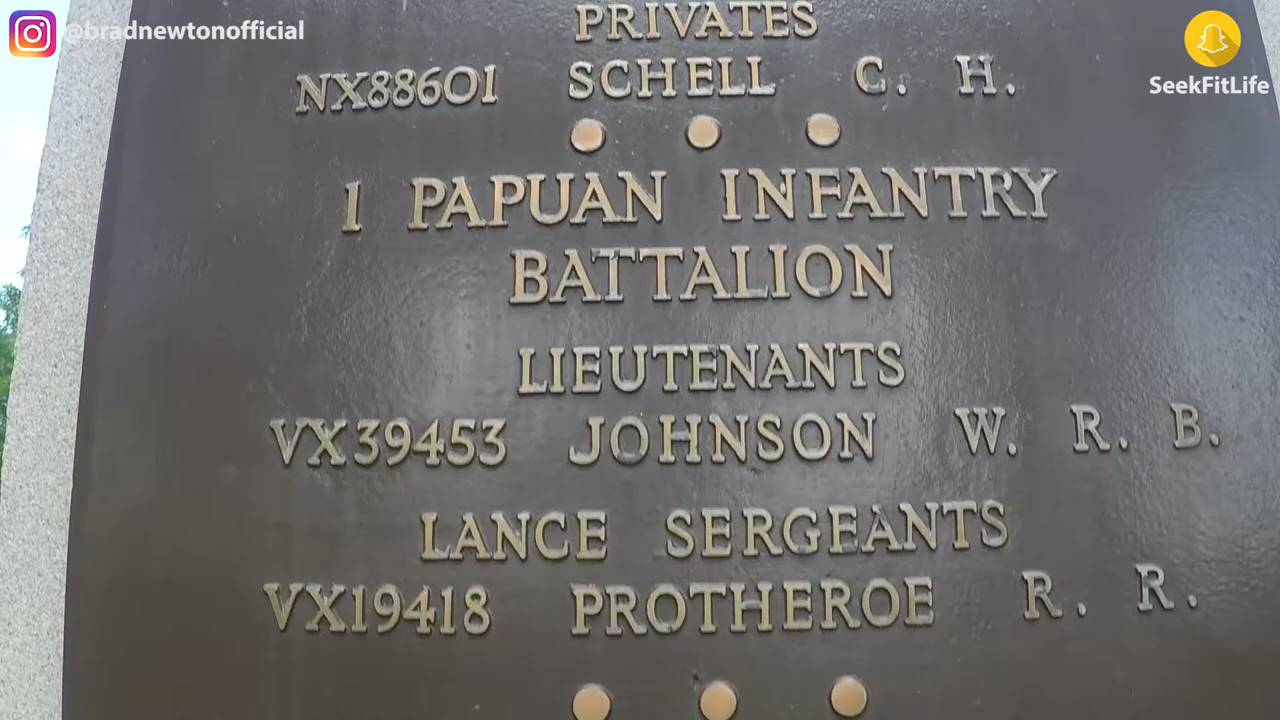 @bradnewtonofficial
SeekFitLife
PRIVATES
NX88601 SCHELL C. H.
1 PAPUAN INFANTRY
BATTALION
LIEUTENANTS
VX39453 JOHNSON W. R. B.
LANCE SERGEANTS
VX19418 PROTHEROE R. R.